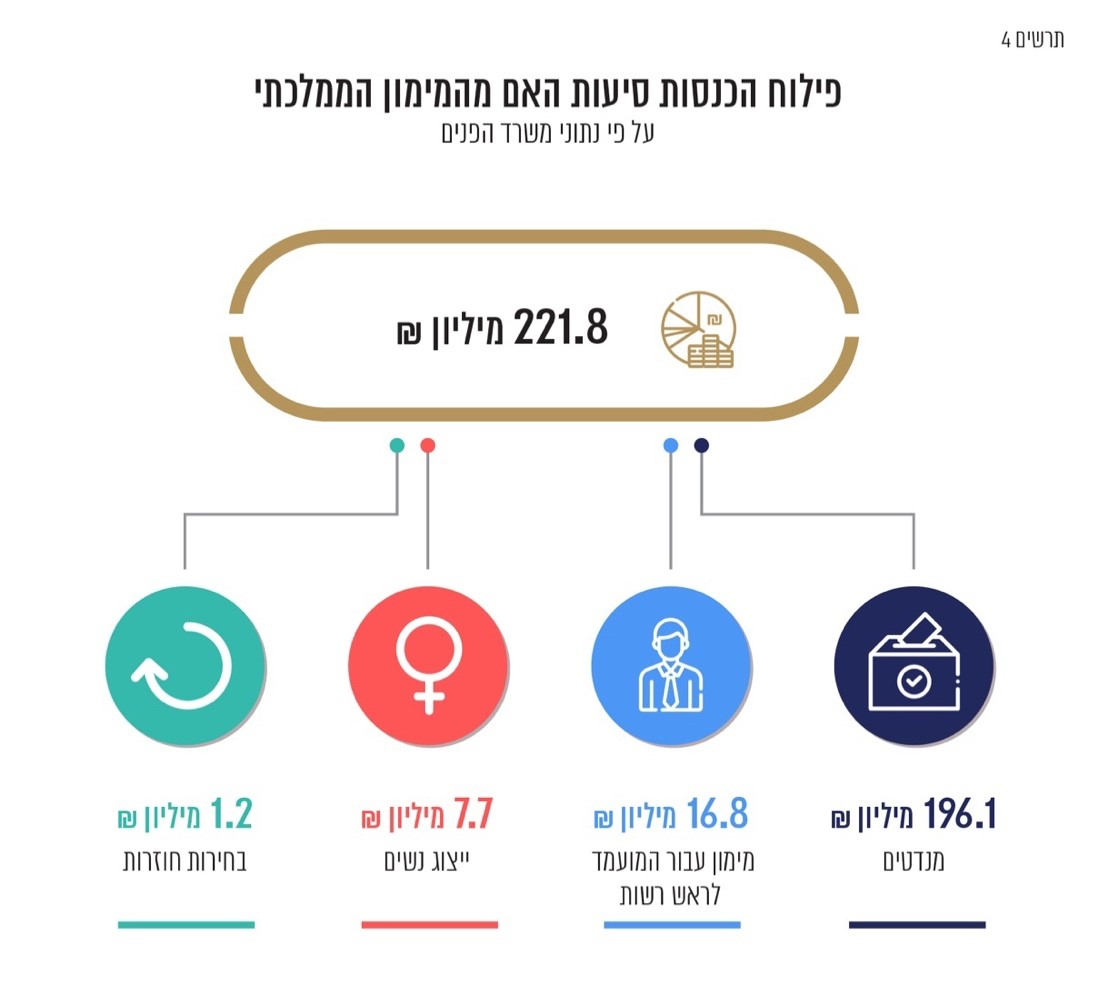 תרשים 4
פילוח הכנסות סיעות האם מהמימון הממלכתי
על פי נתוני משרד הפנים
₪
221.8 מיליון ₪
196.1 מיליון ₪
מנדטים
16.8 מיליון ₪
מימון עבור המועמד
לראש רשות
7.7 מיליון ₪
ייצוג נשים
1.2 מיליון ₪
בחירות חוזרות